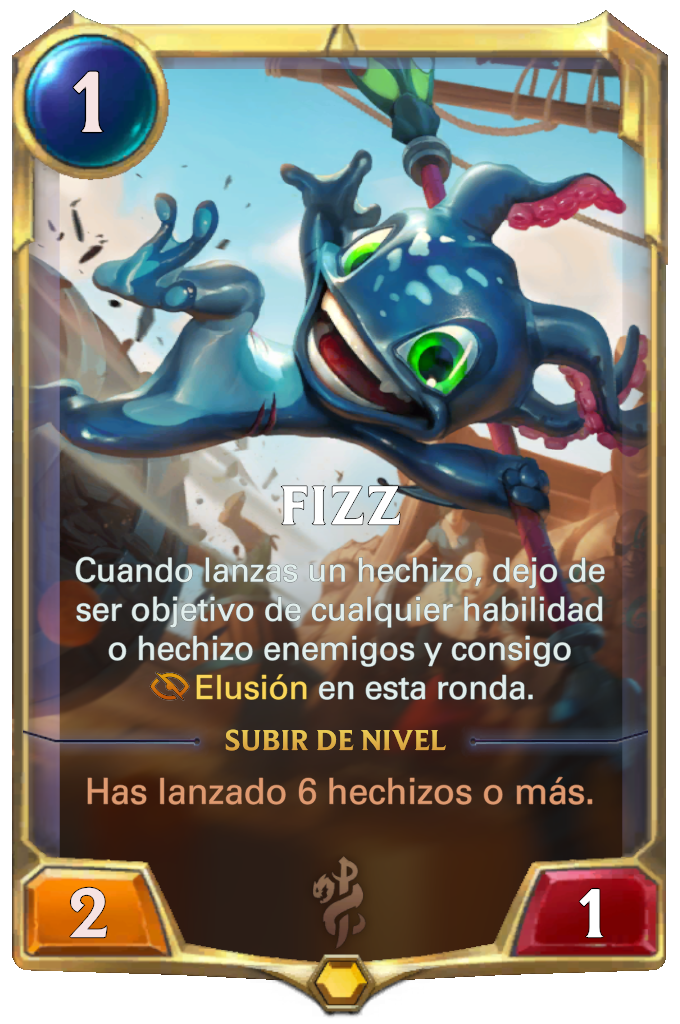 1
FIZZ
Cuando lanzas un hechizo, dejo de
ser objetivo de cualquier habilidad
o hechizo enemigos y consigo
Elusión en esta ronda.
SUBIR DE NIVEL
Has lanzado 6 hechizos o más.
2
1